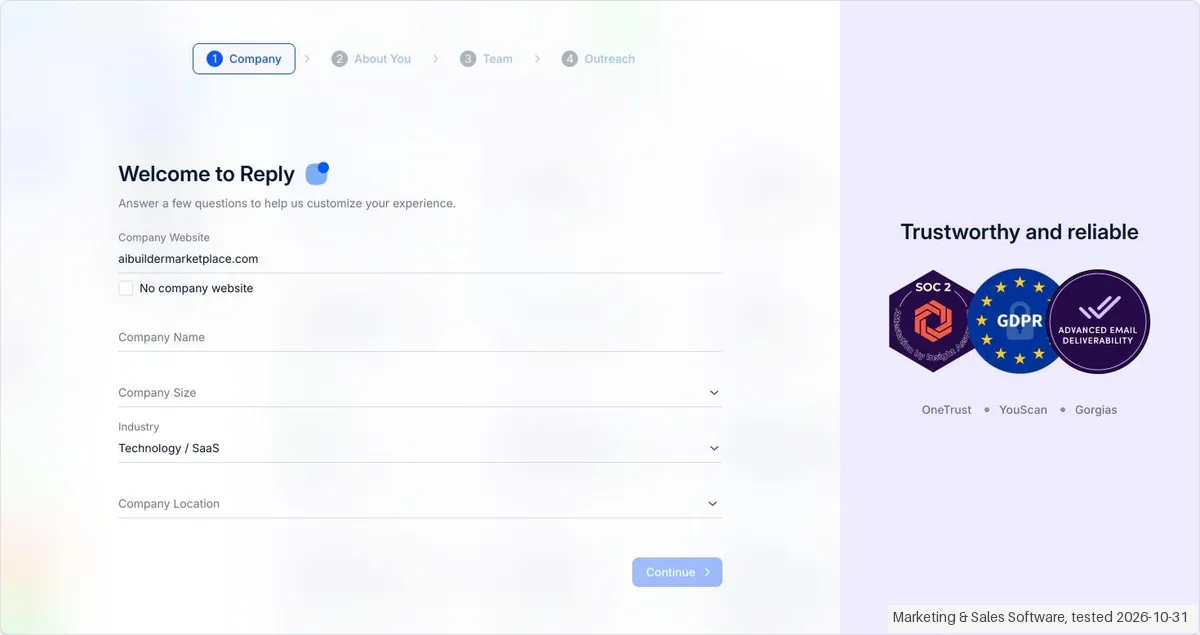 1 Company
2 About You
3 Team
4 Outreach
Welcome to Reply
Answer a few questions to help us customize your experience.
Company Website
aibuildermarketplace.com
No company website
Company Name
Company Size
Industry
Technology / SaaS
Company Location
Continue
Trustworthy and reliable
SOC 2
GDPR
ADVANCED EMAIL
DELIVERABILITY
OneTrust • YouScan • Gorgias
Marketing & Sales Software, tested 2026-10-31